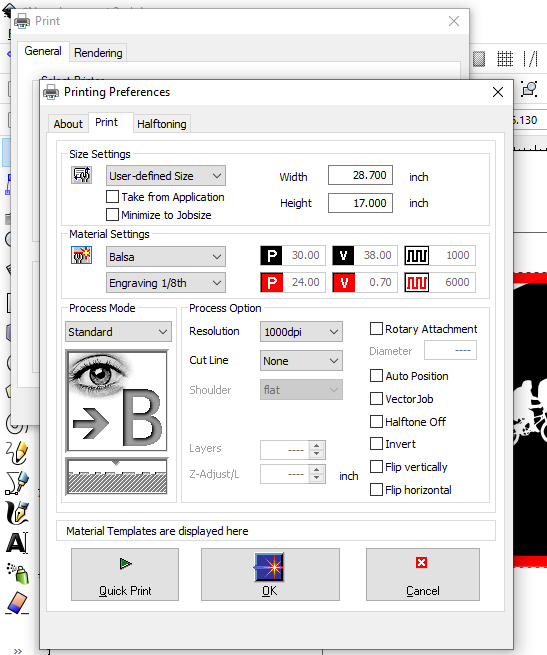 Print
General Rendering
Printing Preferences
6.130
About Print Halftoning
Size Settings
User-defined Size Width 28.700 inch
Take from Application
Height 17.000 inch
Minimize to Jobsize
Material Settings
Balsa P 30.00 V 38.00 1000
Engraving 1/8th P 24.00 V 0.70 6000
Process Mode Process Option
Standard Resolution 1000dpi Rotary Attachment
Diameter ----
Cut Line None
Auto Position
Shoulder flat
VectorJob
Halftone Off
B
Layers ---- Invert
Z-Adjust/L ---- inch Flip vertically
Flip horizontal
Material Templates are displayed here
A
Quick Print OK Cancel